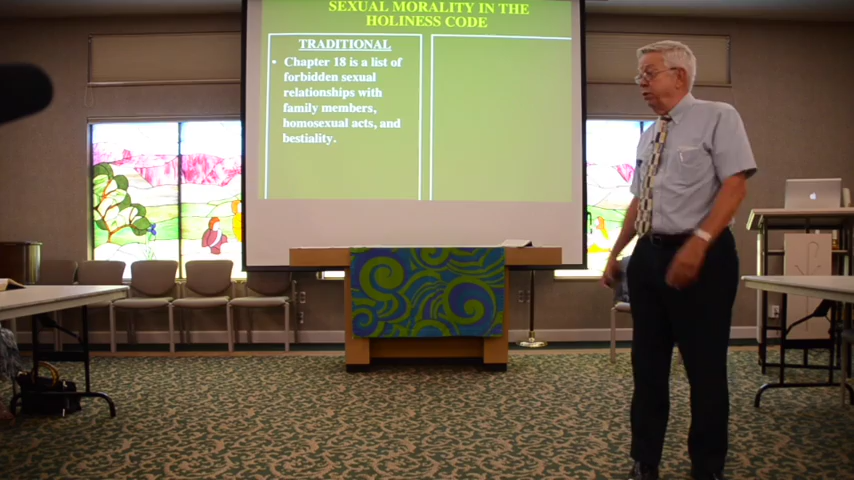 SEXUAL MORALITY IN THE
HOLINESS CODE
TRADITIONAL
• Chapter 18 is a list of
forbidden sexual
relationships with
family members,
homosexual acts, and
bestiality.